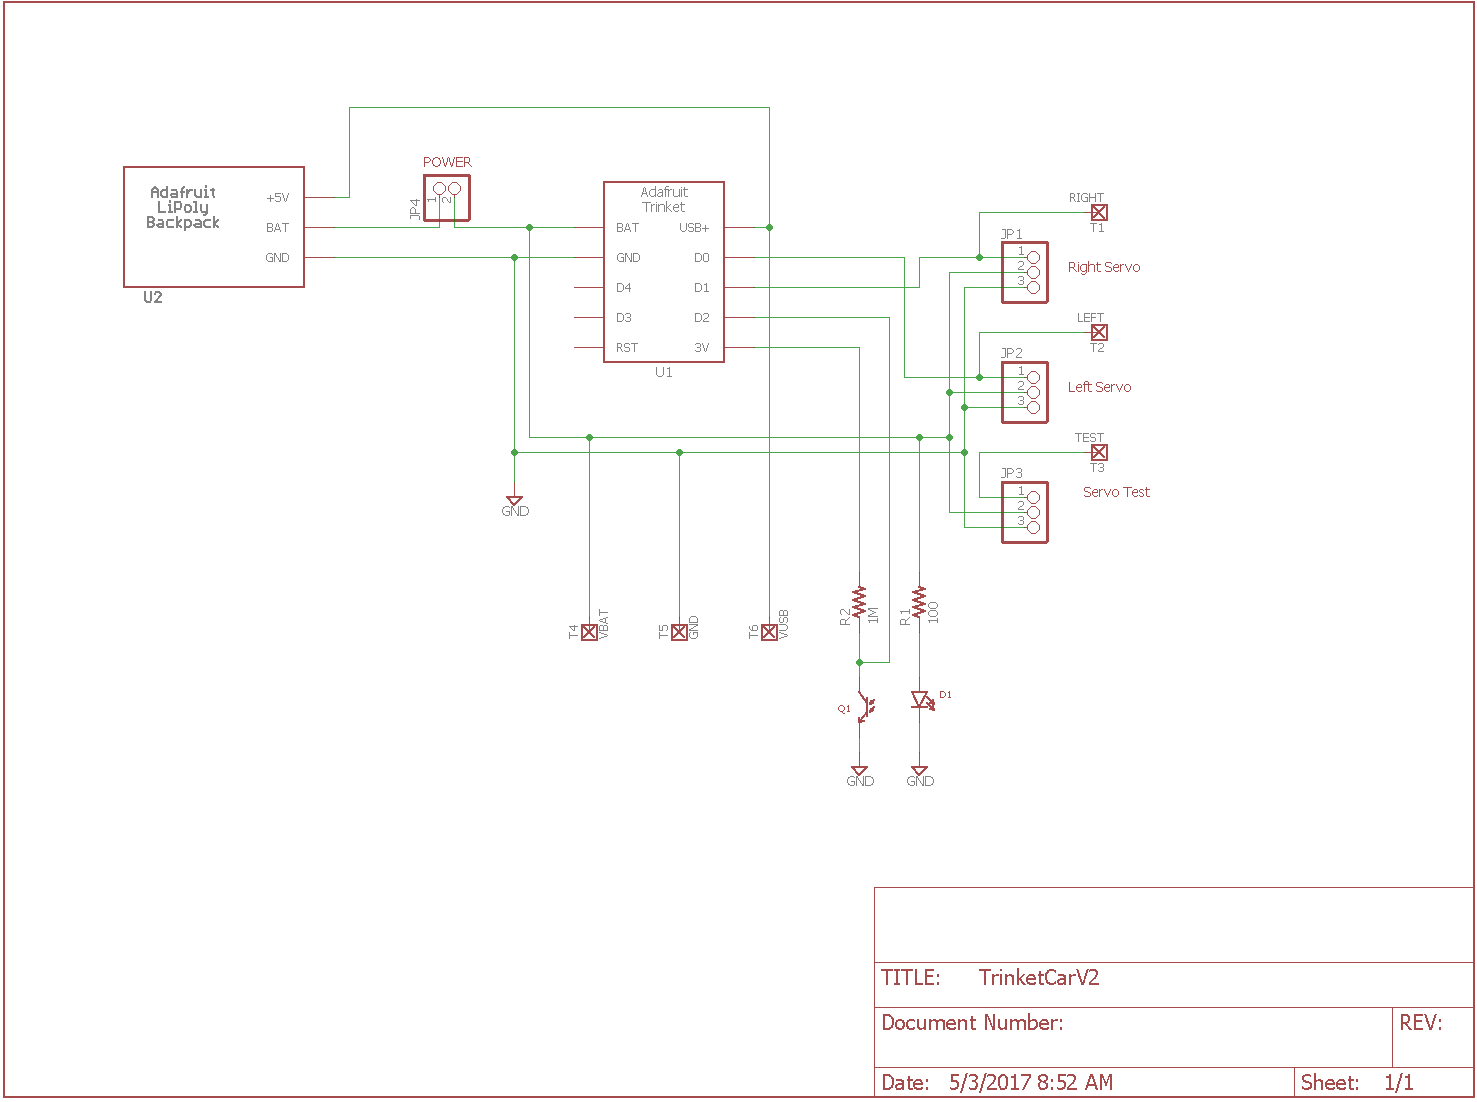 Adafruit
LiPoly
Backpack
+5V
BAT
GND
U2
POWER
JP4
1
2
Adafruit
Trinket
BAT
USB+
GND
D0
D4
D1
D3
D2
RST
3V
U1
RIGHT
T1
JP1
1
2
3
Right Servo
LEFT
T2
JP2
1
2
3
Left Servo
TEST
T3
JP3
1
2
3
Servo Test
GND
T4
VBAT
T5
GND
T6
VUSB
R2
1M
R1
100
Q1
D1
GND
GND
TITLE: TrinketCarV2
Document Number:
REV:
Date: 5/3/2017 8:52 AM
Sheet: 1/1